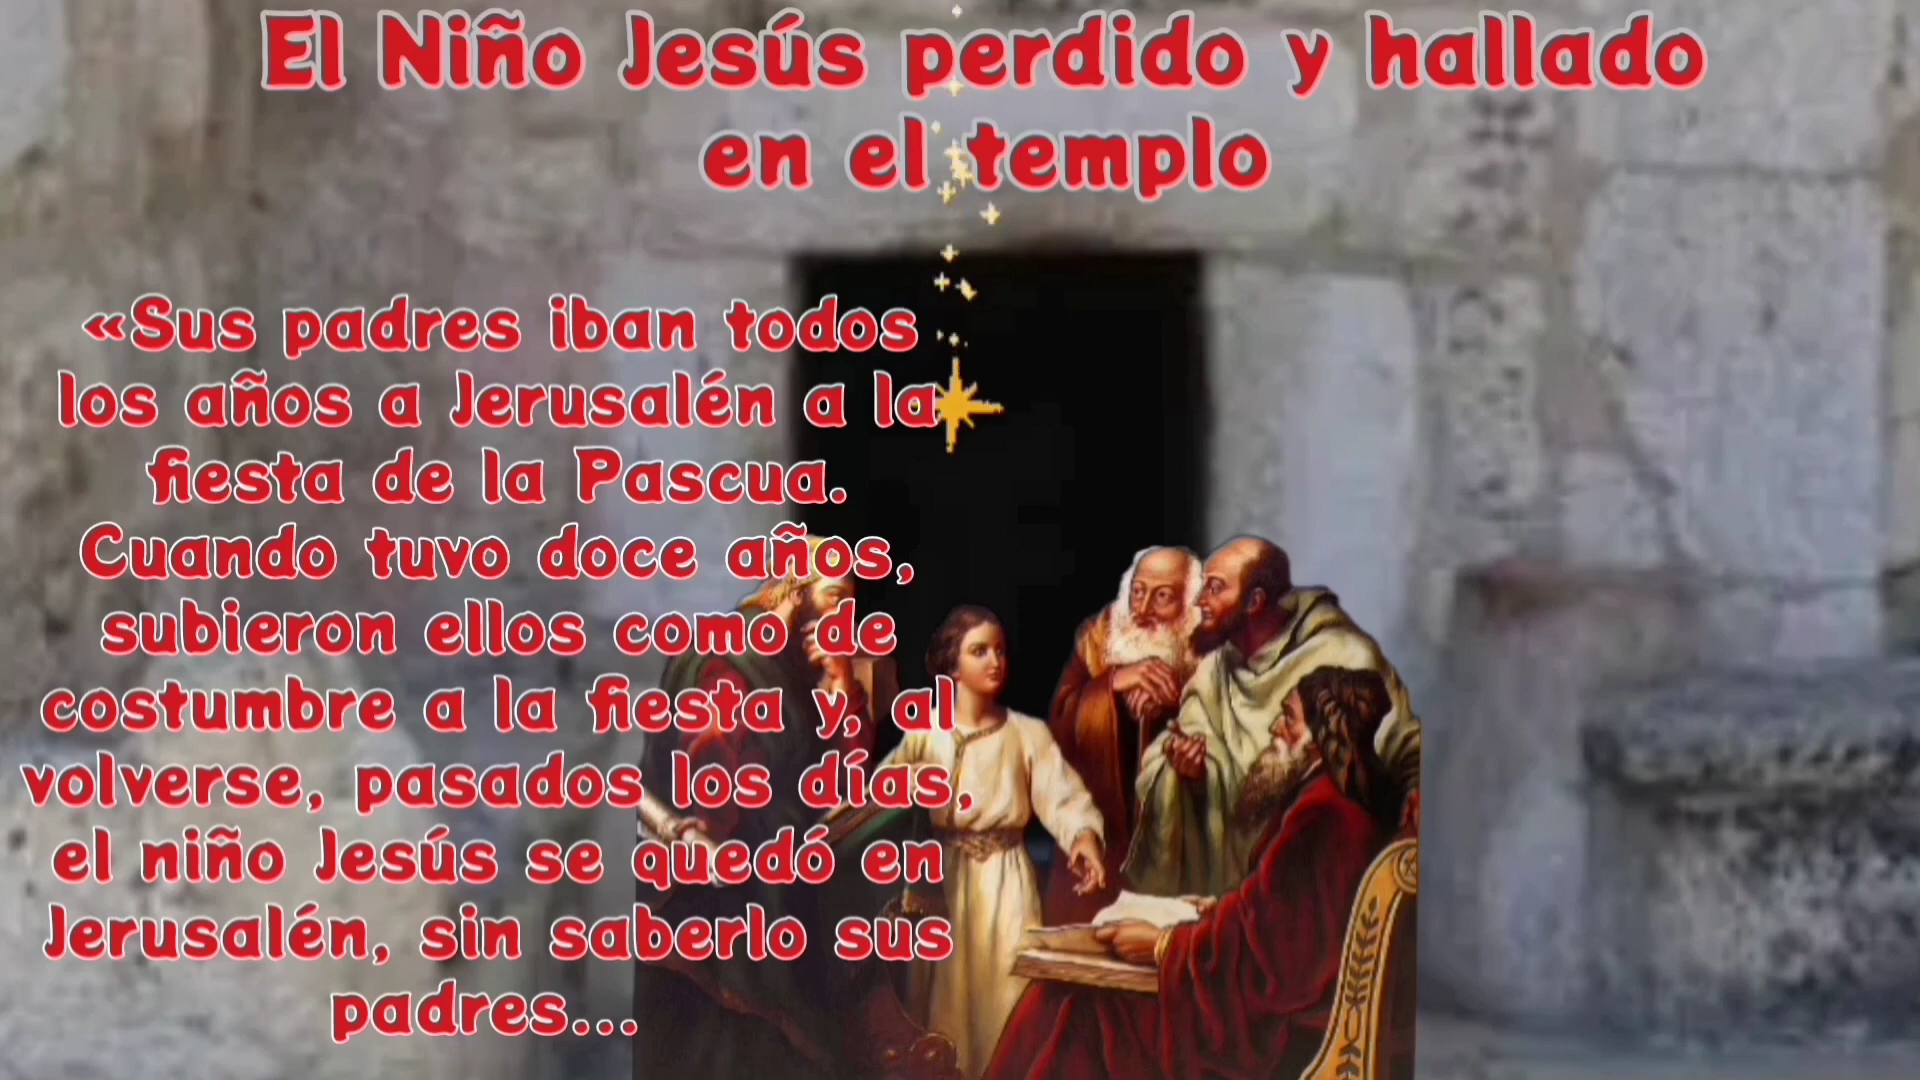 El Niño Jesús perdido y hallado
en el templo
«Sus padres iban todos
los años a Jerusalén a la
fiesta de la Pascua.
Cuando tuvo doce años,
subieron ellos como de
costumbre a la fiesta y, al
volverse, pasados los días,
el niño Jesús se quedó en
Jerusalén, sin saberlo sus
padres...